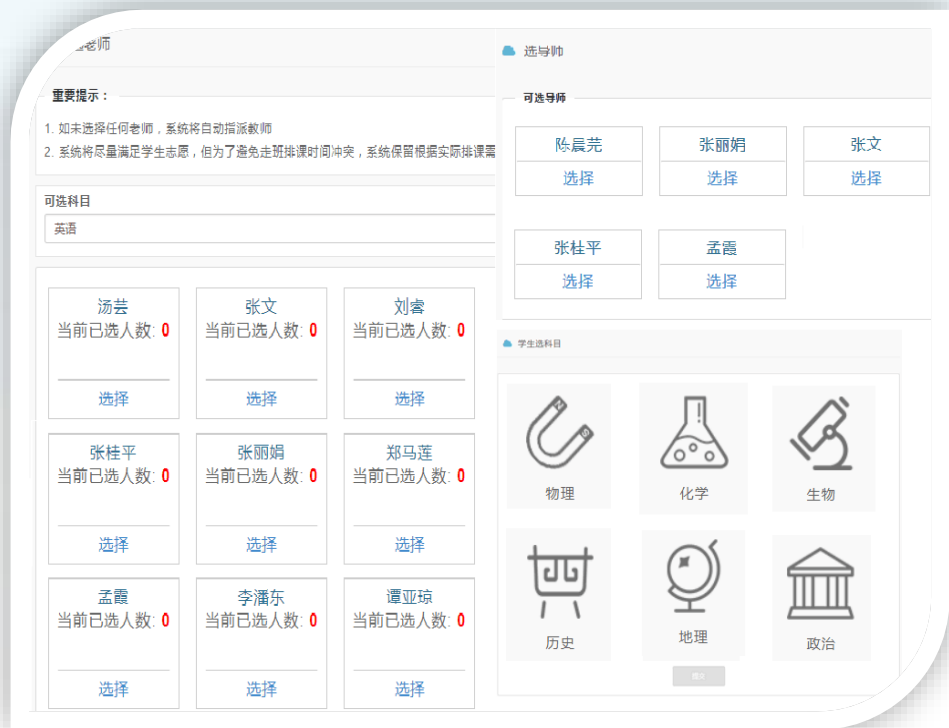 老师
重要提示：
1. 如未选择任何老师，系统将自动指派教师
2. 系统将尽量满足学生志愿，但为了避免走班排课时间冲突，系统保留根据实际排课需
可选科目
英语
汤芸
当前已选人数: 0
选择
张文
当前已选人数: 0
选择
刘睿
当前已选人数: 0
选择
张桂平
当前已选人数: 0
选择
张丽娟
当前已选人数: 0
选择
郑马莲
当前已选人数: 0
选择
孟霞
当前已选人数: 0
选择
李潘东
当前已选人数: 0
选择
谭亚琼
当前已选人数: 0
选择
选导师
可选导师
陈晨芫
选择
张丽娟
选择
张文
选择
张桂平
选择
孟霞
选择
学生选科目
物理
化学
生物
历史
地理
政治